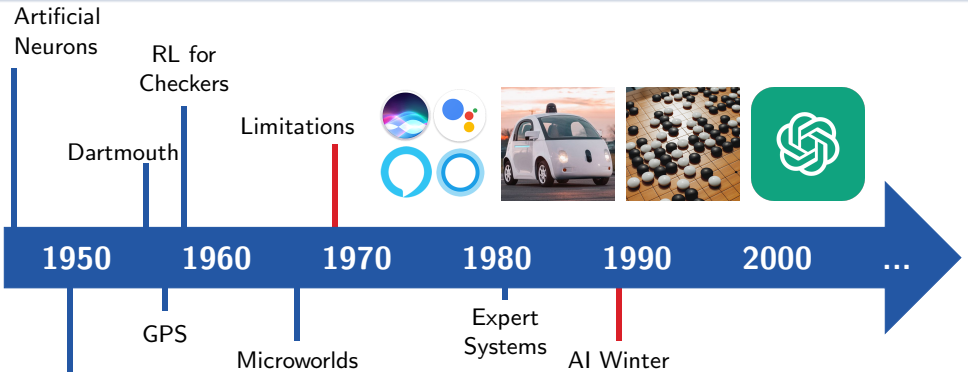 Artificial
Neurons
RL for
Checkers
Dartmouth
Limitations
1950 1960 1970 1980 1990 2000 ...
GPS
Microworlds
Expert
Systems
AI Winter